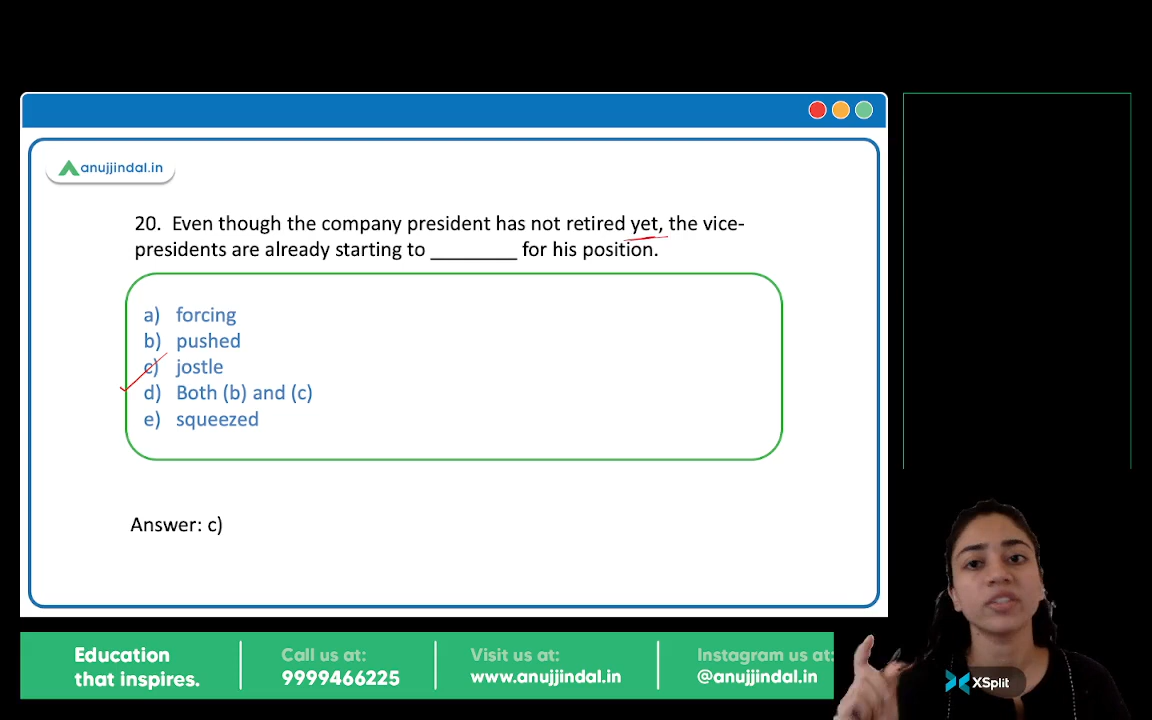 anujjindal.in
20. Even though the company president has not retired yet, the vice-
presidents are already starting to ________ for his position.
a) forcing
b) pushed
c) jostle
d) Both (b) and (c)
e) squeezed
Answer: c)
Education
that inspires.
Call us at:
9999466225
Visit us at:
www.anujjindal.in
Instagram us at:
@anujjindal.in
XSplit